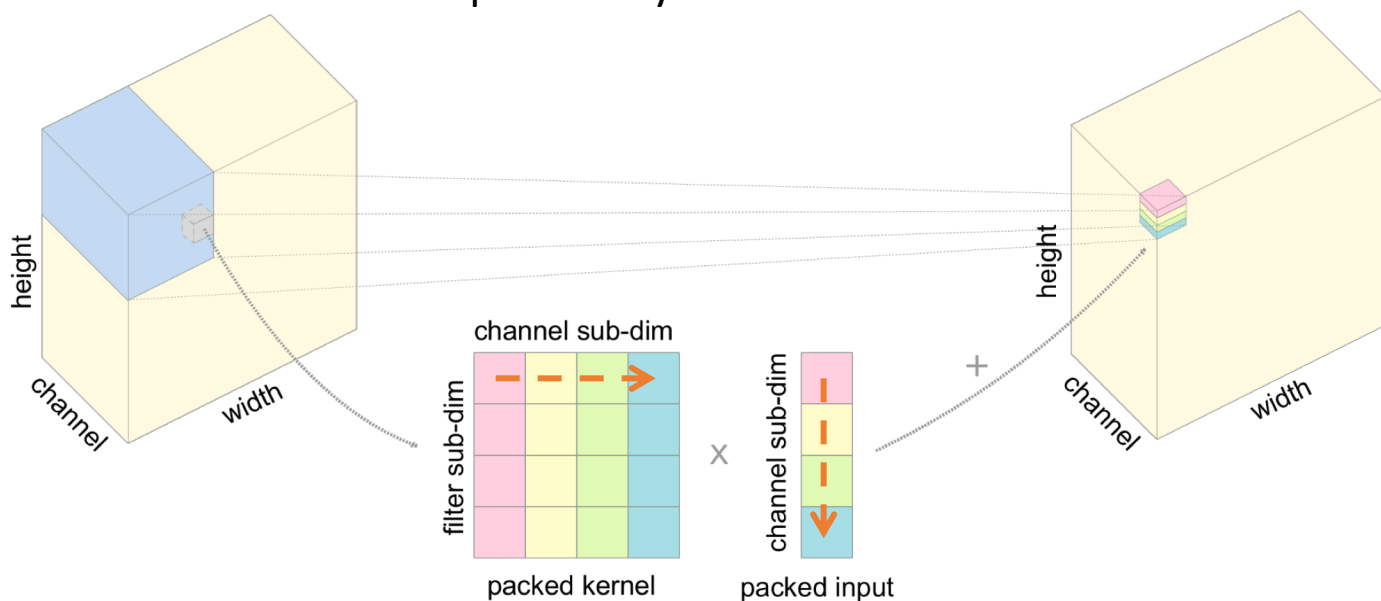 height
channel
width
channel sub-dim
filter sub-dim
packed kernel
x
channel sub-dim
packed input
+
height
channel
width